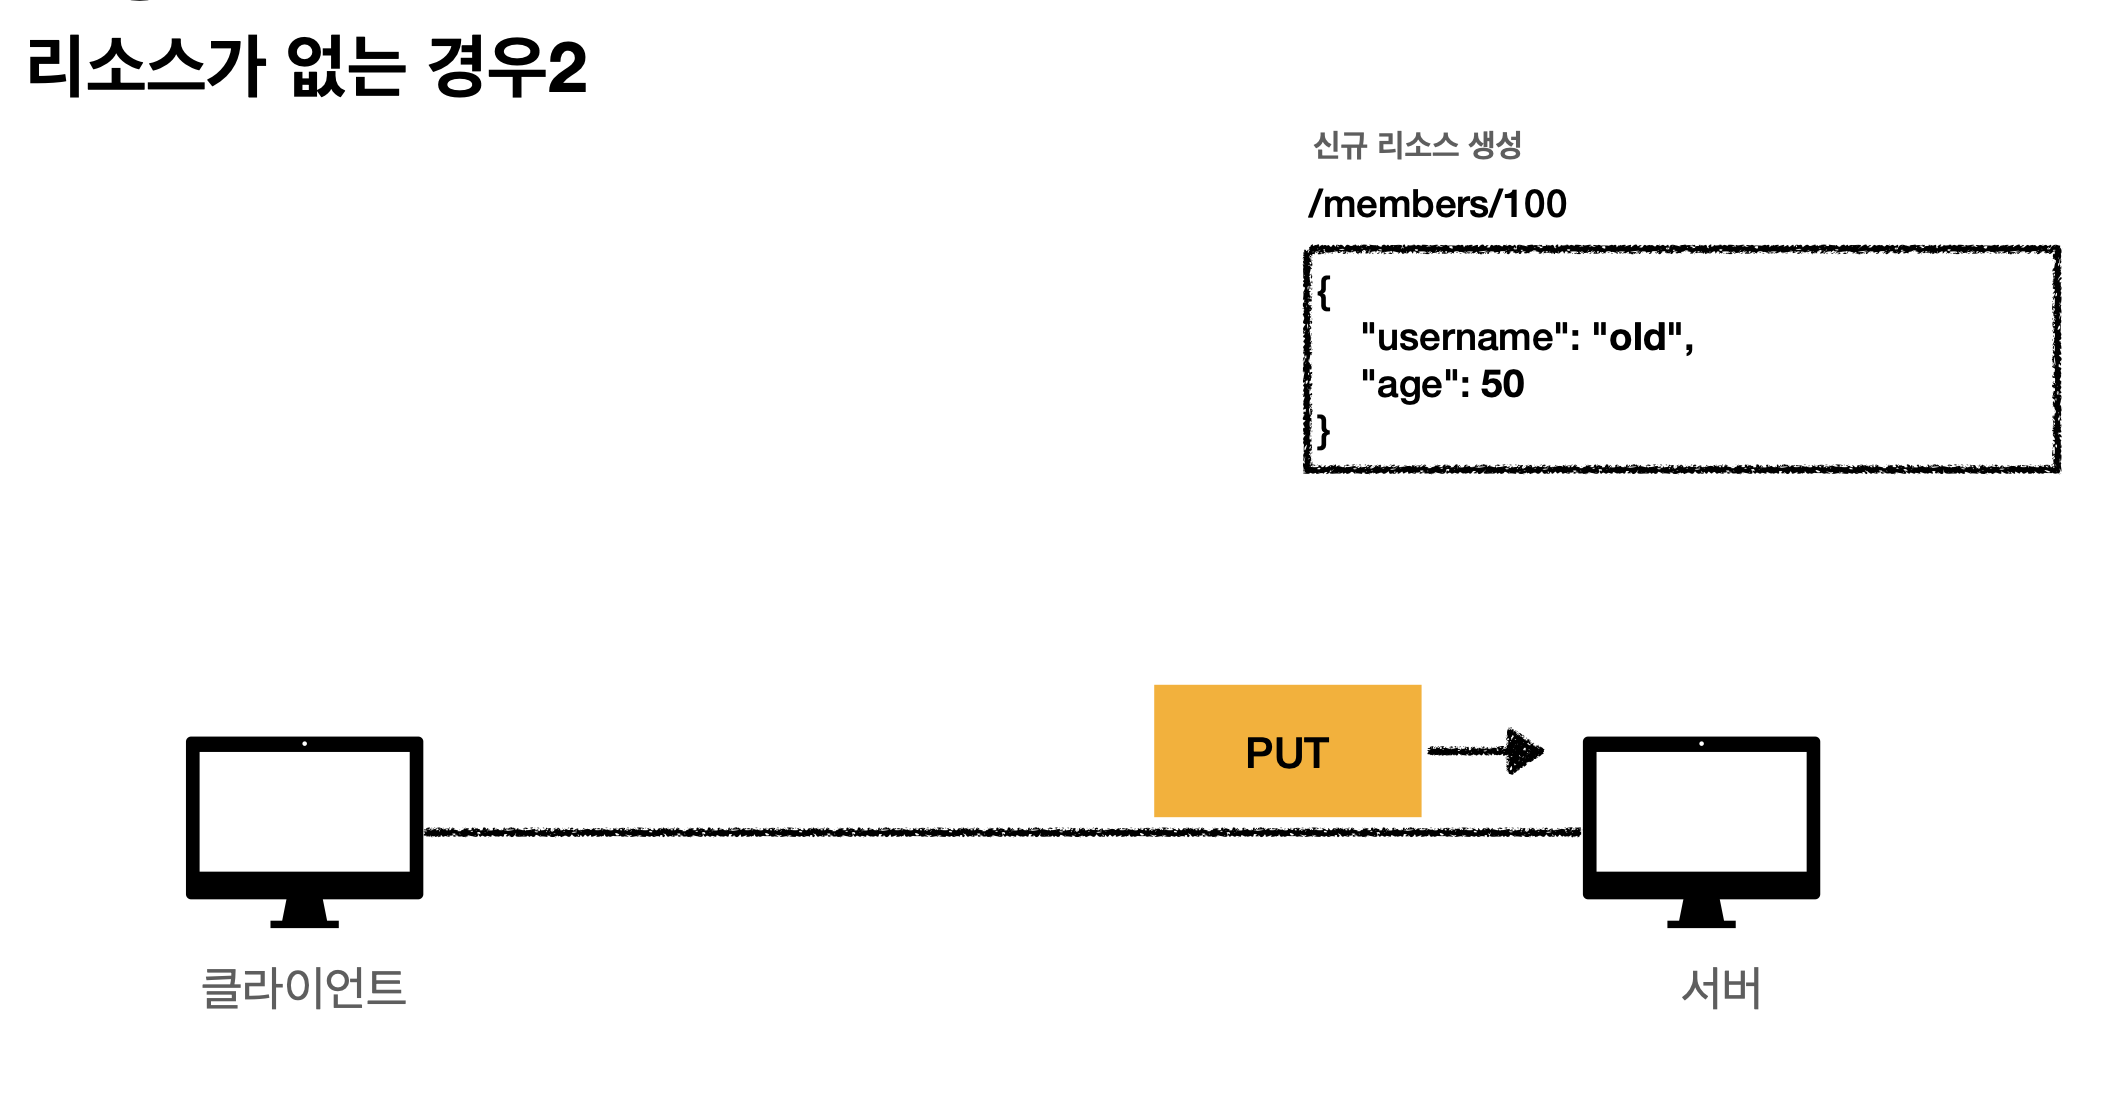 리소스가 없는 경우2
신규 리소스 생성
/members/100
{
"username": "old",
"age": 50
}
PUT
클라이언트
서버